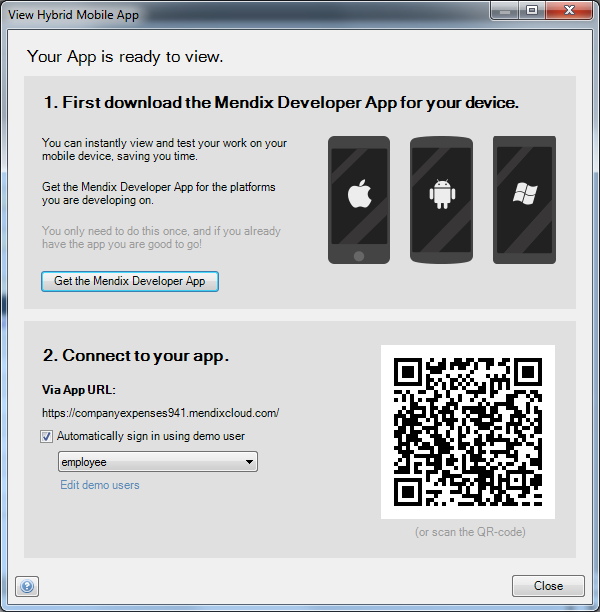 View Hybrid Mobile App
Your App is ready to view.
1. First download the Mendix Developer App for your device.
You can instantly view and test your work on your
mobile device, saving you time.
Get the Mendix Developer App for the platforms
you are developing on.
You only need to do this once, and if you already
have the app you are good to go!
Get the Mendix Developer App
2. Connect to your app.
Via App URL:
https://companyexpenses941.mendixcloud.com/
Automatically sign in using demo user
employee
Edit demo users
(or scan the QR-code)
?
Close